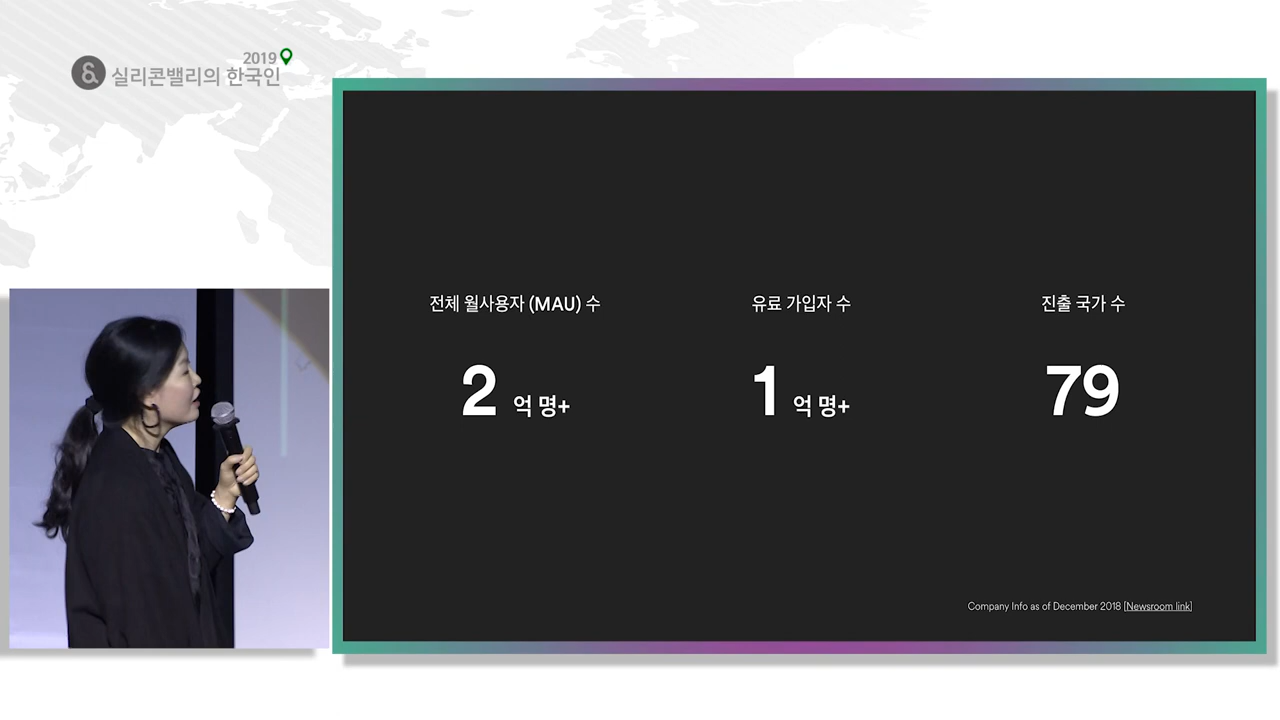 2019
& 실리콘밸리의 한국인
전체 월사용자 (MAU) 수
2 억 명+
유료 가입자 수
1 억 명+
진출 국가 수
79
Company Info as of December 2018 [Newsroom link]